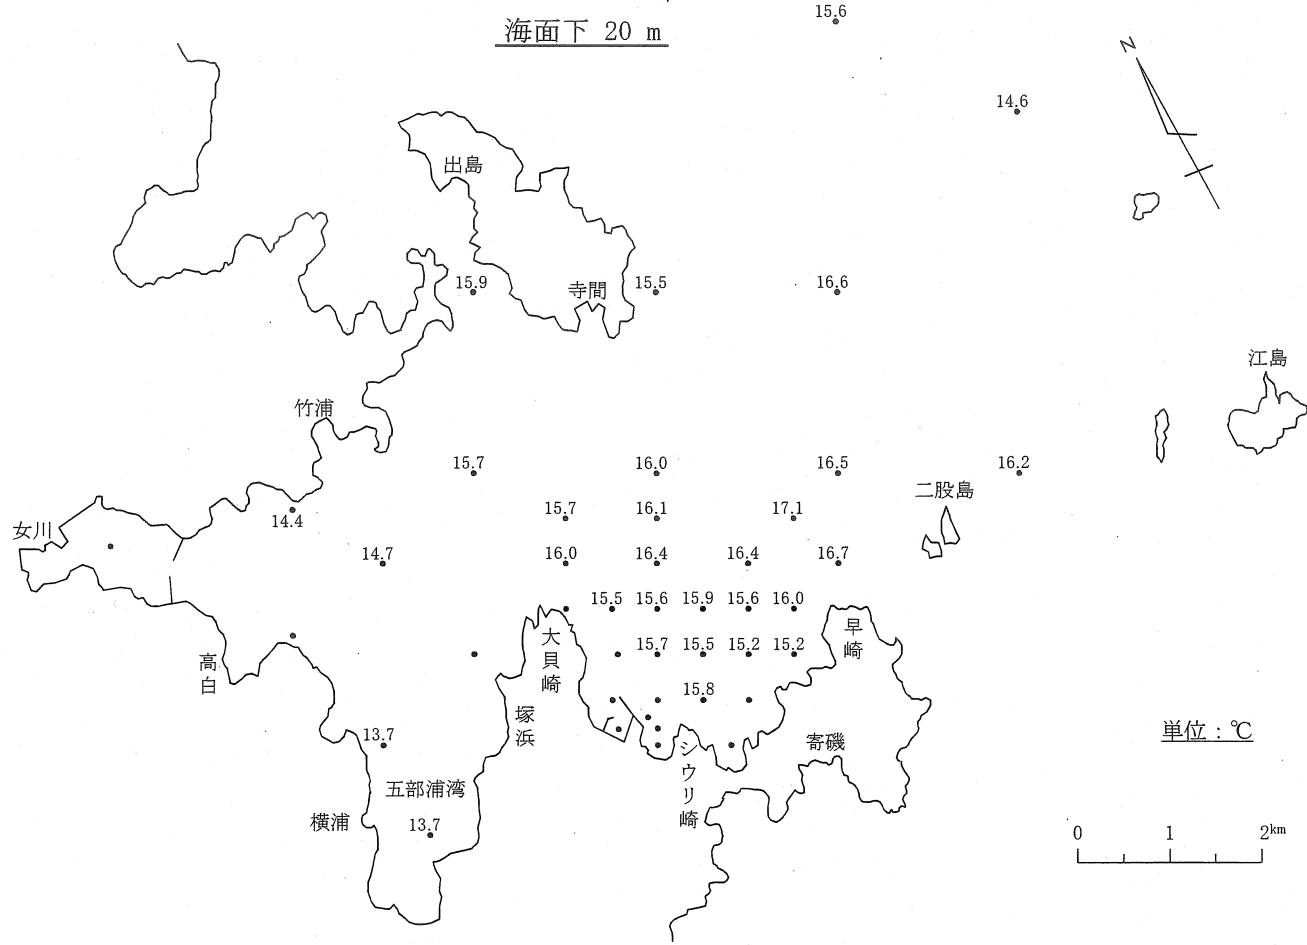 海面下 20 m
15.6
N
14.6
出島
15.9
寺間
15.5
16.6
江島
竹浦
15.7
16.0
16.5
16.2
二股島
女川
14.4
15.7
16.1
17.1
14.7
16.0
16.4
16.4
16.7
15.5
15.6
15.9
15.6
16.0
高白
大貝崎
15.7
15.5
15.2
15.2
早崎
15.8
塚浜
13.7
シウリ崎
寄磯
単位：℃
五部浦湾
横浦
13.7
0 1 2km